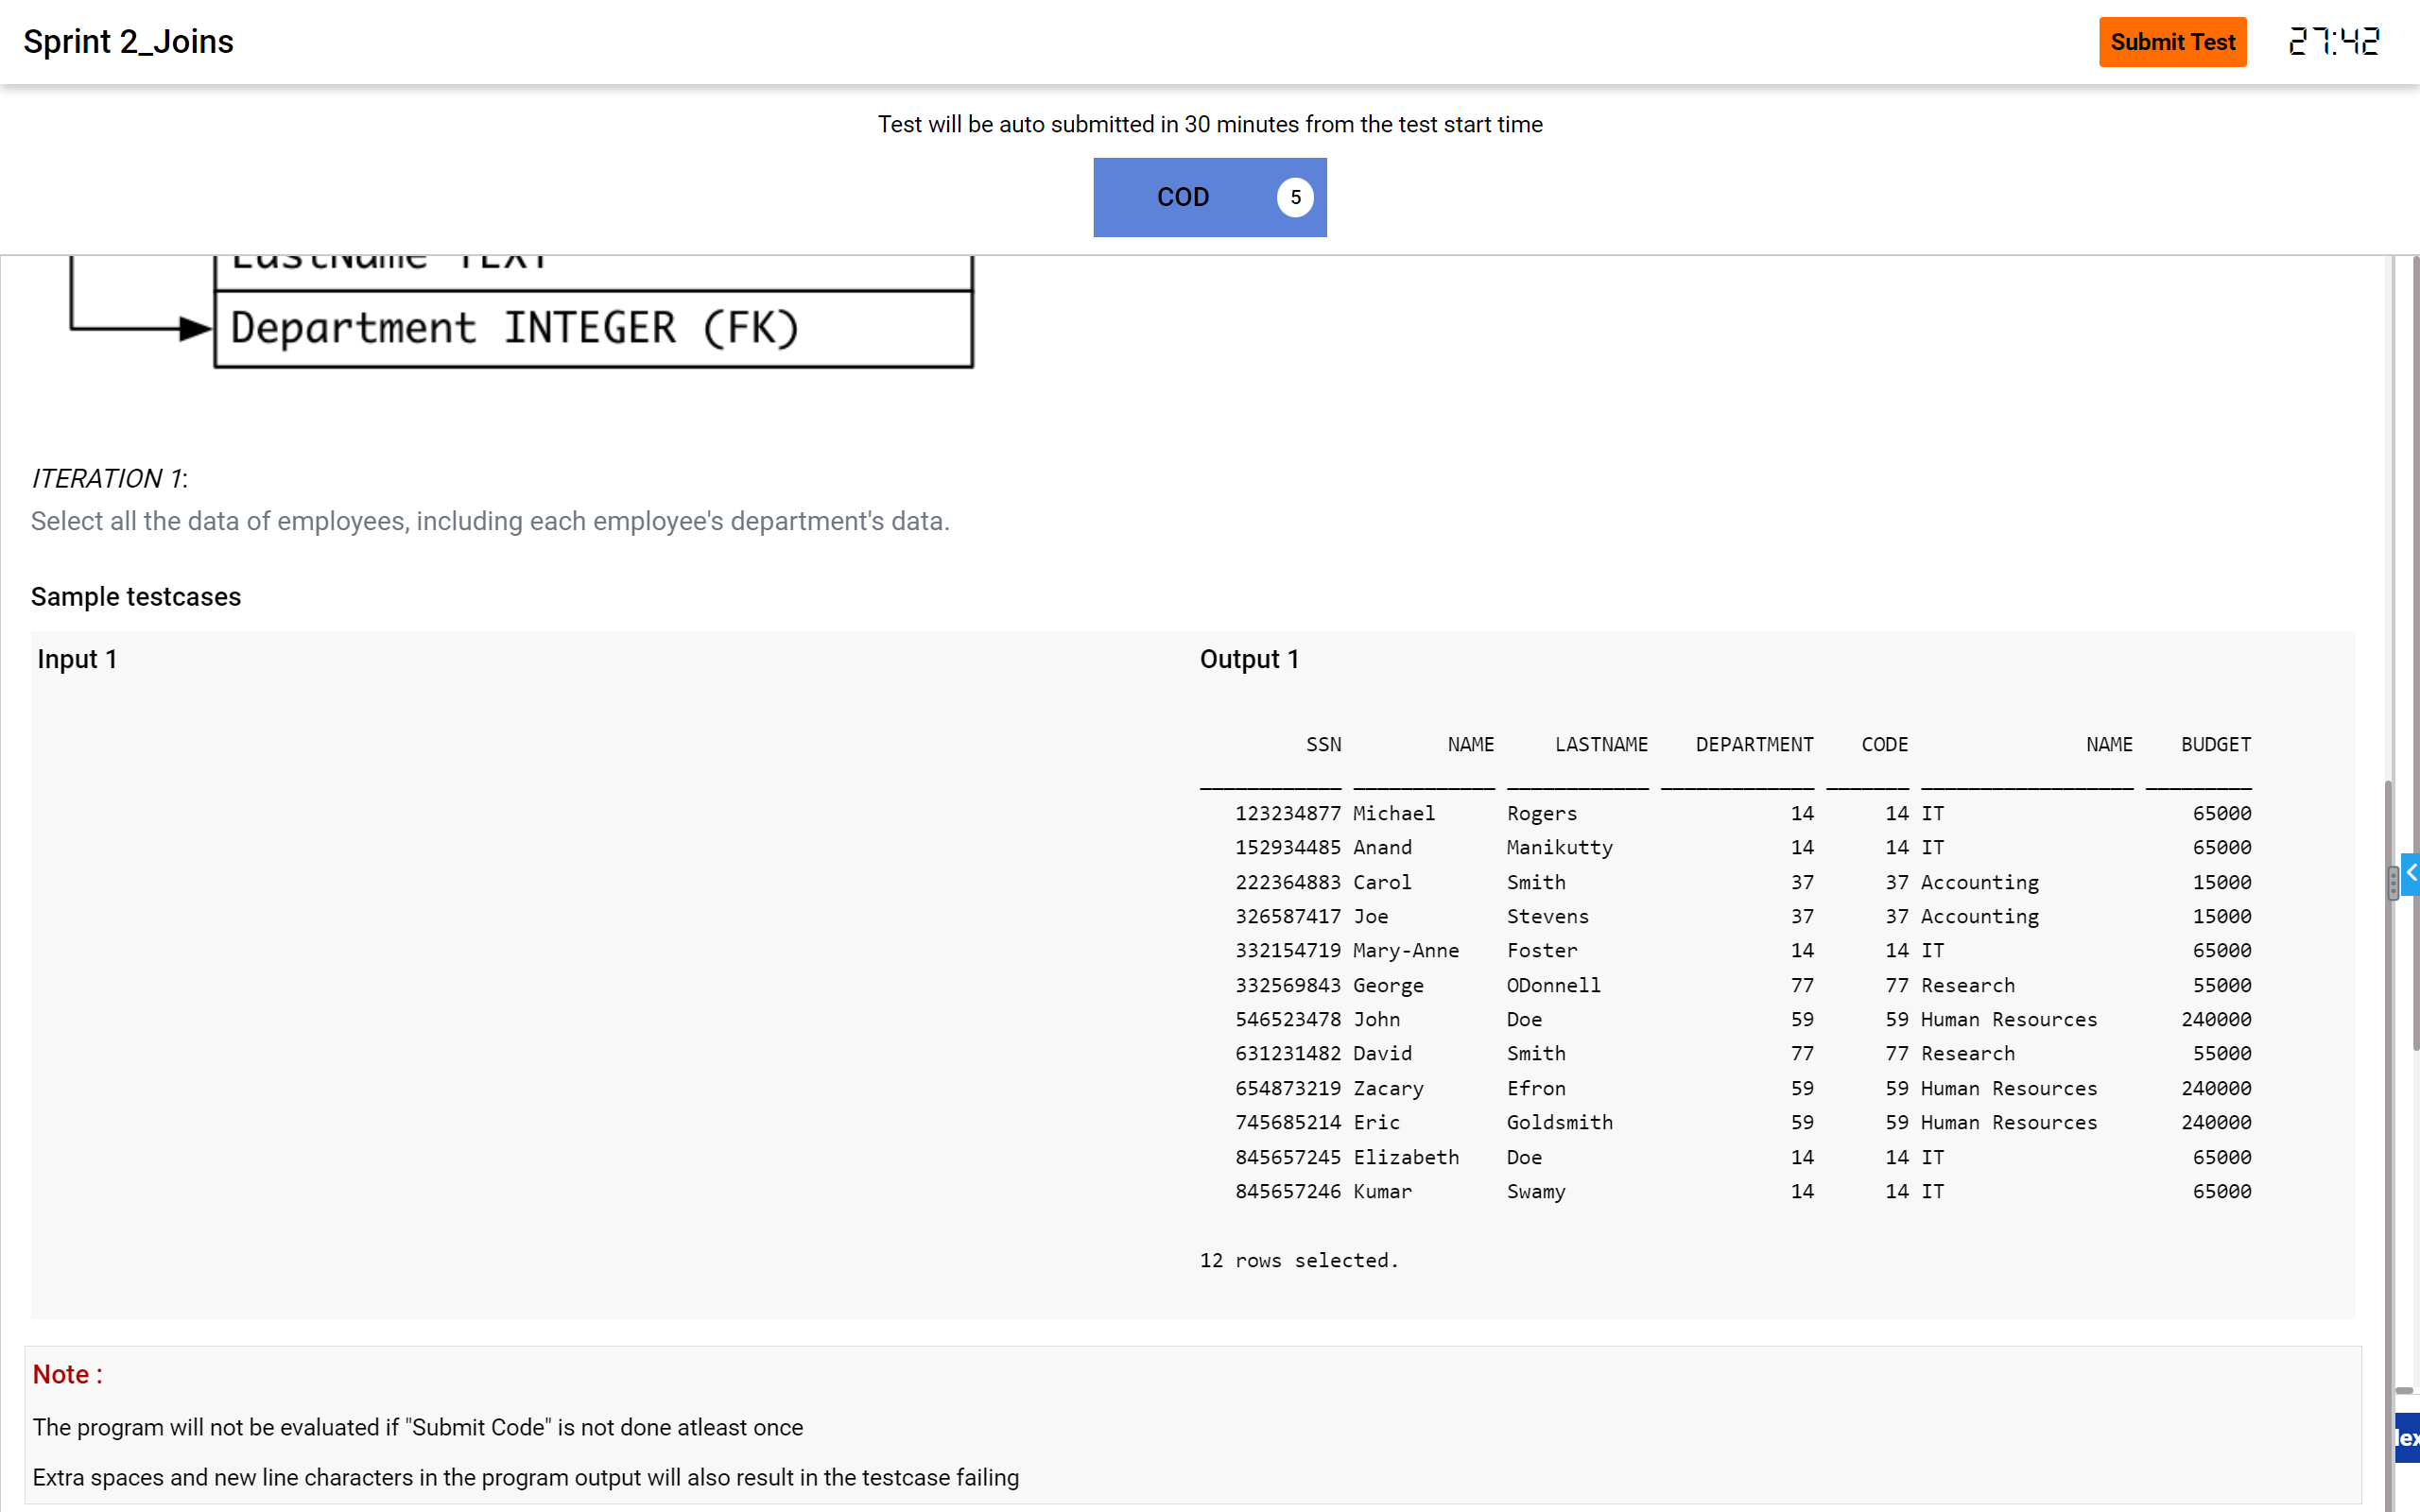 Sprint 2_Joins
Submit Test
27:42
Test will be auto submitted in 30 minutes from the test start time
COD 5
LastName TEXT
Department INTEGER (FK)
ITERATION 1:
Select all the data of employees, including each employee's department's data.
Sample testcases
Input 1
Output 1
SSN NAME LASTNAME DEPARTMENT CODE NAME BUDGET
____________ ____________ ____________ _____________ _______ __________________ _________
123234877 Michael Rogers 14 14 IT 65000
152934485 Anand Manikutty 14 14 IT 65000
222364883 Carol Smith 37 37 Accounting 15000
326587417 Joe Stevens 37 37 Accounting 15000
332154719 Mary-Anne Foster 14 14 IT 65000
332569843 George ODonnell 77 77 Research 55000
546523478 John Doe 59 59 Human Resources 240000
631231482 David Smith 77 77 Research 55000
654873219 Zacary Efron 59 59 Human Resources 240000
745685214 Eric Goldsmith 59 59 Human Resources 240000
845657245 Elizabeth Doe 14 14 IT 65000
845657246 Kumar Swamy 14 14 IT 65000
12 rows selected.
Note :
The program will not be evaluated if "Submit Code" is not done atleast once
Extra spaces and new line characters in the program output will also result in the testcase failing